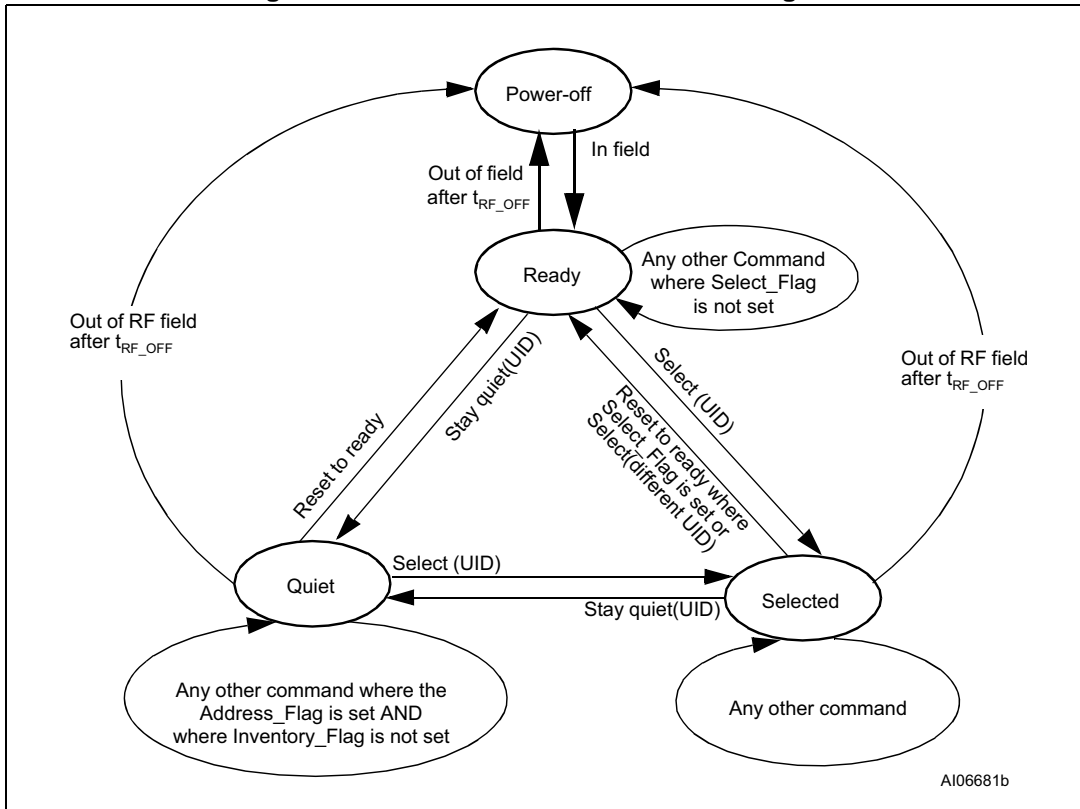 Power-off
In field
Out of field
after tRF_OFF
Ready
Any other Command
where Select_Flag
is not set
Out of RF field
after tRF_OFF
Out of RF field
after tRF_OFF
Reset to ready
Stay quiet(UID)
Select (UID)
Reset to ready where
Select_Flag is set or
Select(different UID)
Quiet
Select (UID)
Stay quiet(UID)
Selected
Any other command where the
Address_Flag is set AND
where Inventory_Flag is not set
Any other command
AI06681b